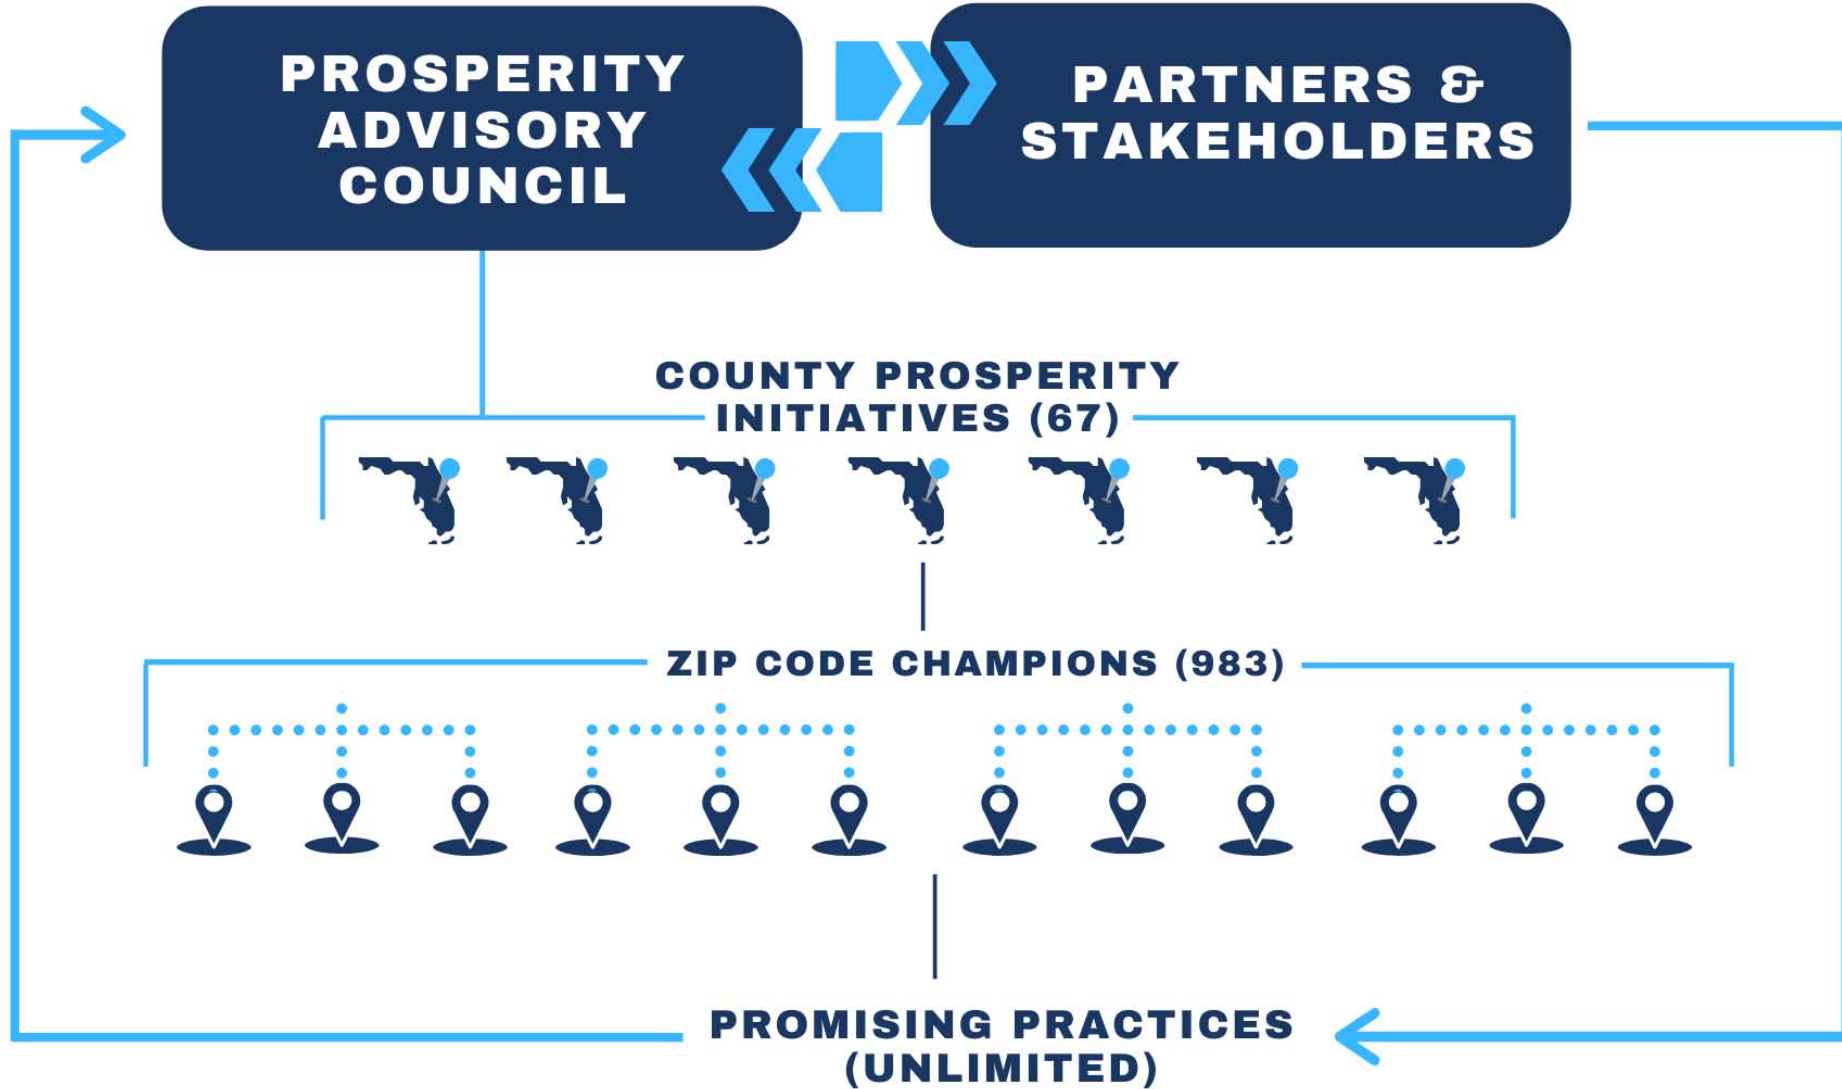 PROSPERITY
ADVISORY
COUNCIL
PARTNERS &
STAKEHOLDERS
COUNTY PROSPERITY
INITIATIVES (67)
ZIP CODE CHAMPIONS (983)
PROMISING PRACTICES
(UNLIMITED)